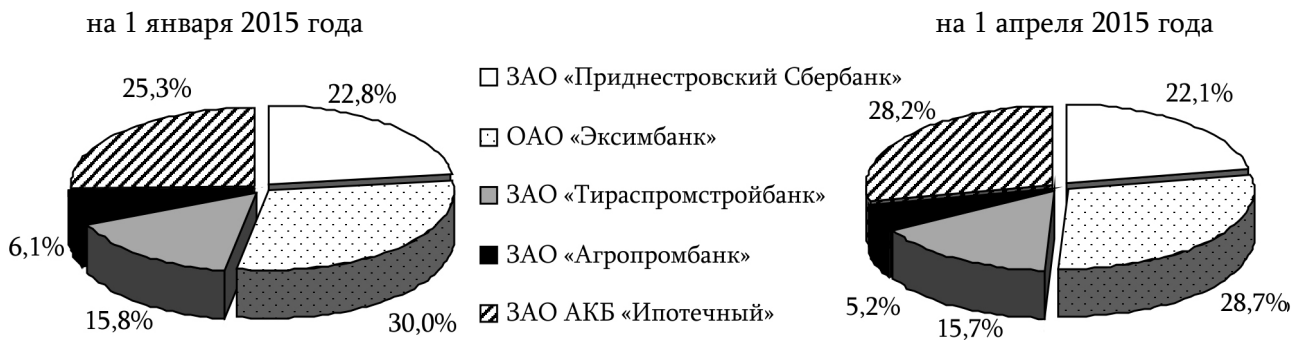 на 1 января 2015 года
на 1 апреля 2015 года
25,3%
22,8%
6,1%
15,8%
30,0%
ЗАО «Приднестровский Сбербанк»
ОАО «Эксимбанк»
ЗАО «Тираспромстройбанк»
ЗАО «Агропромбанк»
ЗАО АКБ «Ипотечный»
28,2%
22,1%
5,2%
15,7%
28,7%